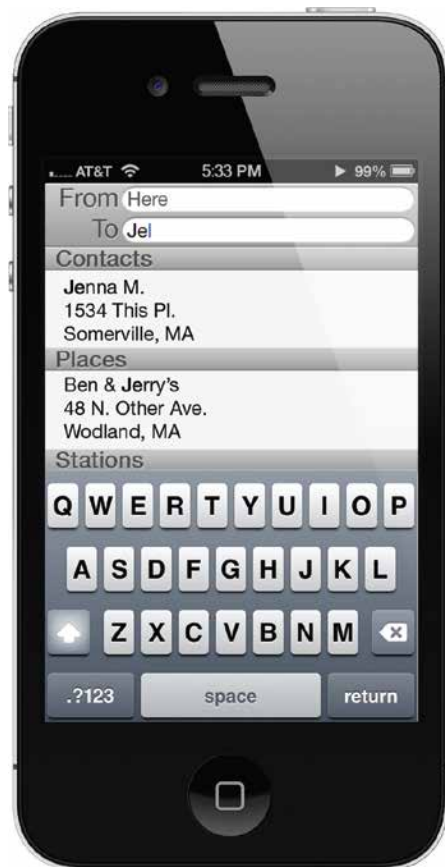 AT&T 5:33 PM 99%
From Here
To Je
Contacts
Jenna M.
1534 This Pl.
Somerville, MA
Places
Ben & Jerry's
48 N. Other Ave.
Wodland, MA
Stations
Q W E R T Y U I O P
A S D F G H J K L
Z X C V B N M
.?123 space return